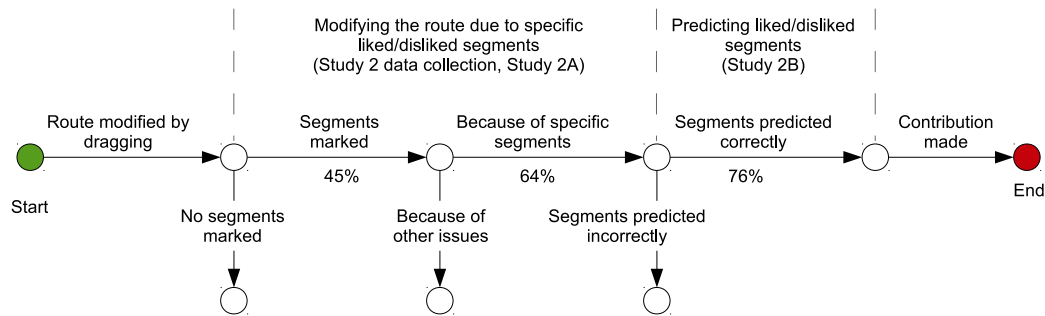 Modifying the route due to specific
liked/disliked segments
(Study 2 data collection, Study 2A)
Predicting liked/disliked
segments
(Study 2B)
Route modified by
dragging
Segments
marked
45%
Because of specific
segments
64%
Segments predicted
correctly
76%
Contribution
made
Start
End
No segments
marked
Because of
other issues
Segments predicted
incorrectly